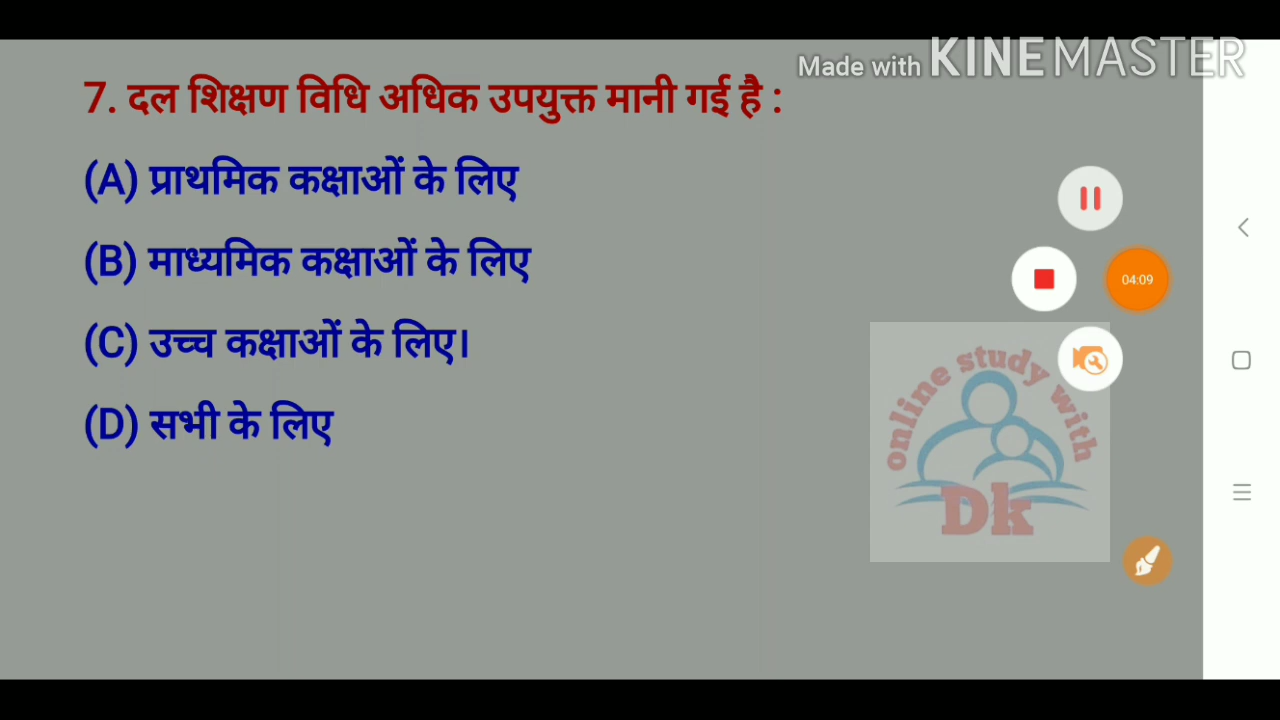 Made with KINEMASTER
7. दल शिक्षण विधि अधिक उपयुक्त मानी गई है :
(A) प्राथमिक कक्षाओं के लिए
(B) माध्यमिक कक्षाओं के लिए
04:09
(C) उच्च कक्षाओं के लिए।
(D) सभी के लिए
online study with
Dk